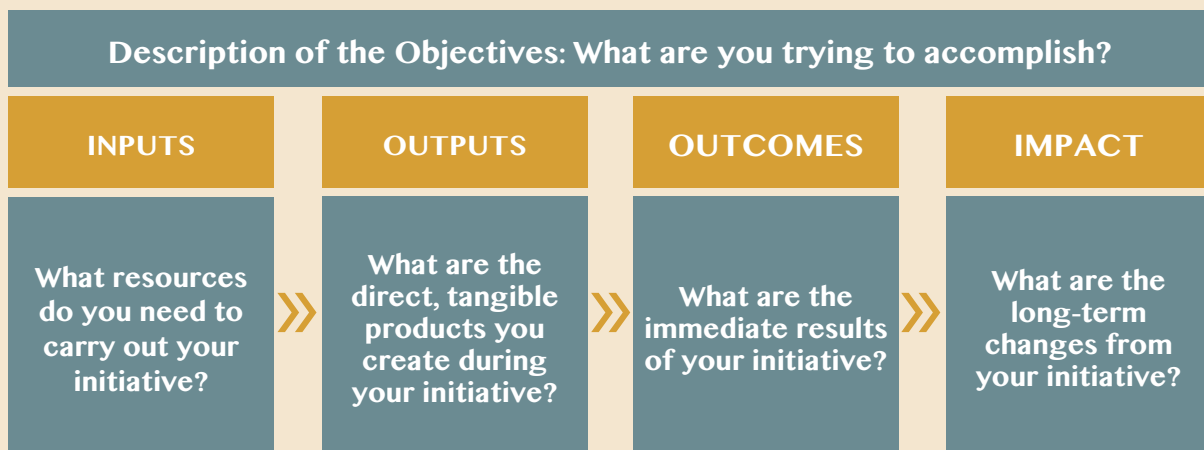 Description of the Objectives: What are you trying to accomplish?
INPUTS
What resources
do you need to
carry out your
initiative?
OUTPUTS
What are the
direct, tangible
products you
create during
your initiative?
OUTCOMES
What are the
immediate results
of your initiative?
IMPACT
What are the
long-term
changes from
your initiative?